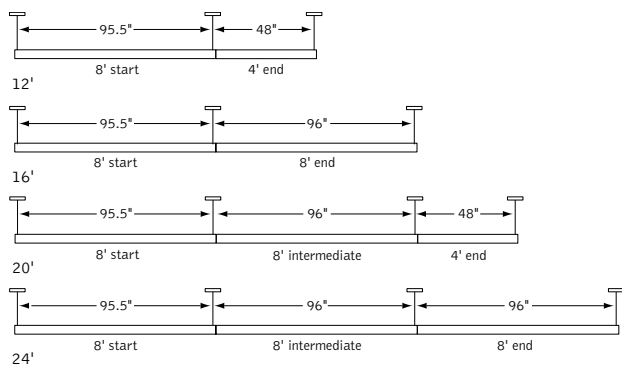 95.5" 48"
8' start 4' end
12'
95.5" 96"
8' start 8' end
16'
95.5" 96" 48"
8' start 8' intermediate 4' end
20'
95.5" 96" 96"
8' start 8' intermediate 8' end
24'